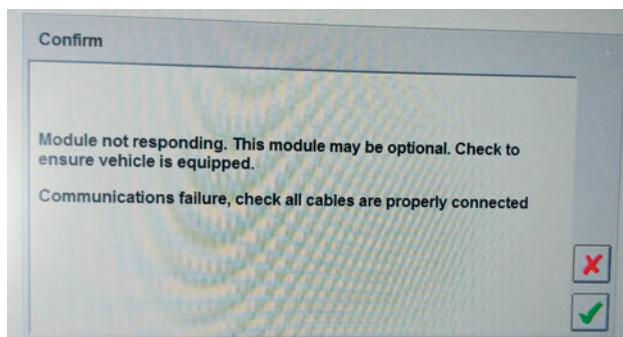 Confirm
Module not responding. This module may be optional. Check to
ensure vehicle is equipped.
Communications failure, check all cables are properly connected